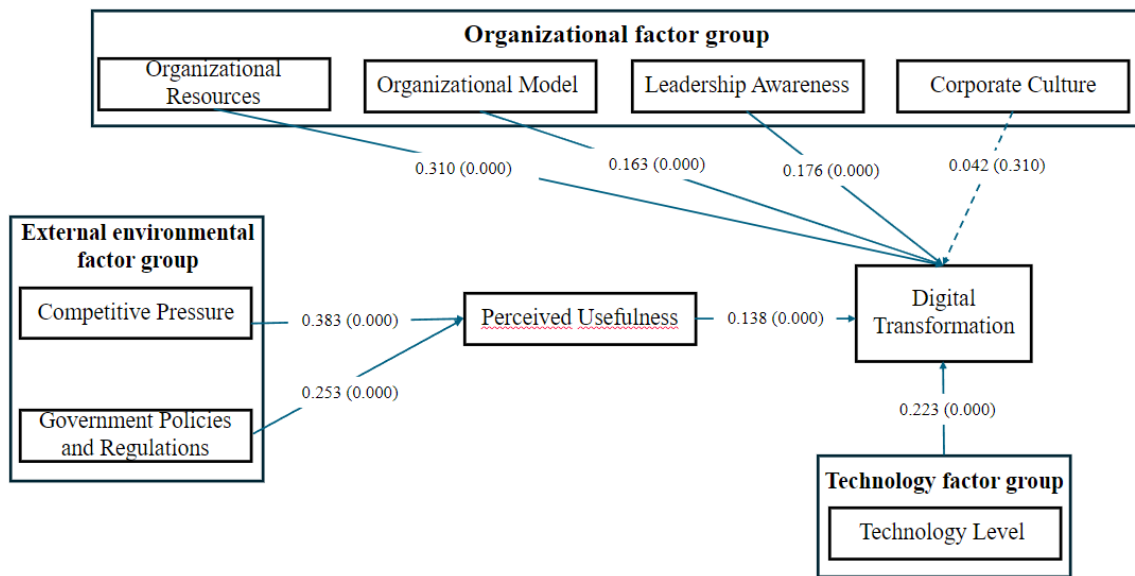 Organizational factor group
Organizational
Resources
Organizational Model
Leadership Awareness
Corporate Culture
0.310 (0.000)
0.163 (0.000)
0.176 (0.000)
0.042 (0.310)
External environmental
factor group
Competitive Pressure
0.383 (0.000)
Perceived Usefulness
0.138 (0.000)
Digital
Transformation
0.253 (0.000)
Government Policies
and Regulations
0.223 (0.000)
Technology factor group
Technology Level